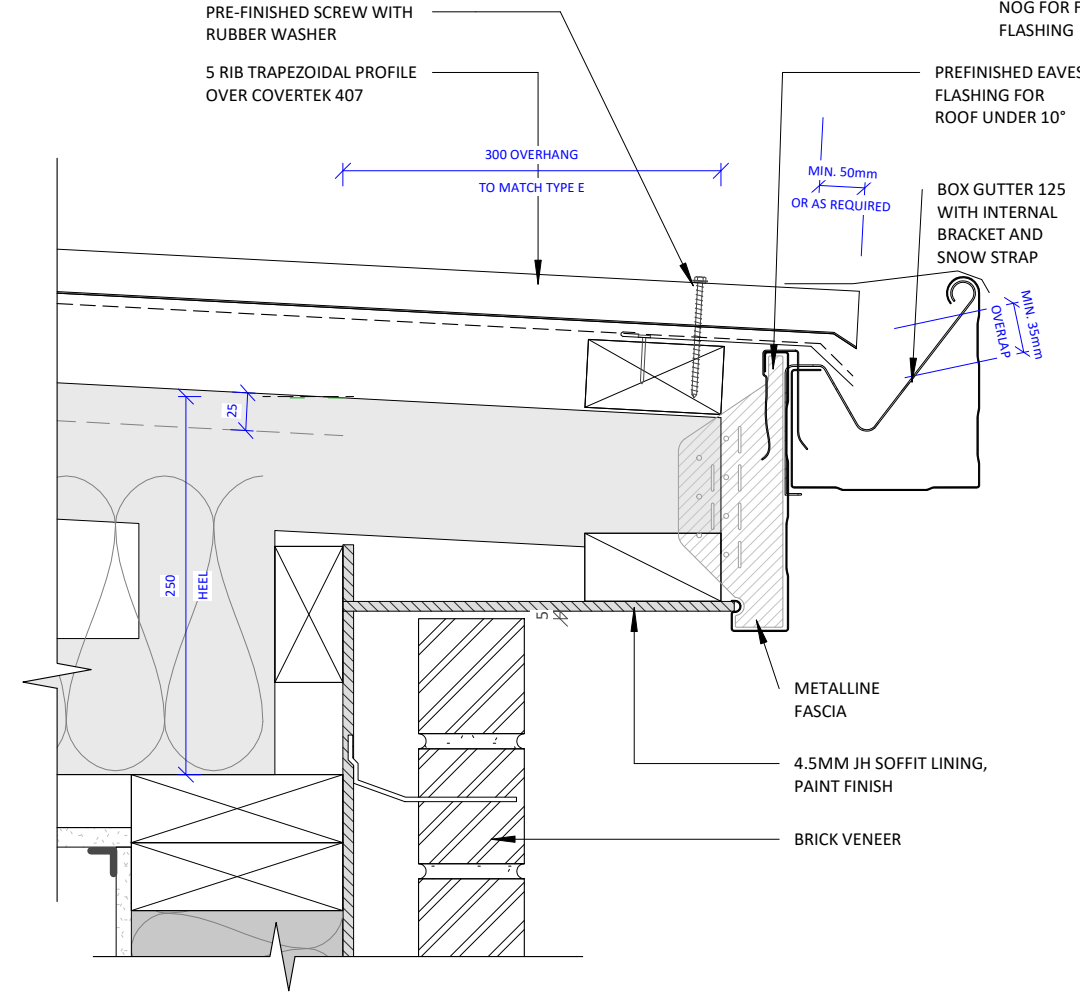 PRE-FINISHED SCREW WITH
RUBBER WASHER
NOG FOR F
FLASHING
5 RIB TRAPEZOIDAL PROFILE
OVER COVERTEK 407
PREFINISHED EAVES
FLASHING FOR
ROOF UNDER 10°
300 OVERHANG
TO MATCH TYPE E
MIN. 50mm
OR AS REQUIRED
BOX GUTTER 125
WITH INTERNAL
BRACKET AND
SNOW STRAP
MIN. 35mm
OVERLAP
25
250
HEEL
5
METALLINE
FASCIA
4.5MM JH SOFFIT LINING,
PAINT FINISH
BRICK VENEER